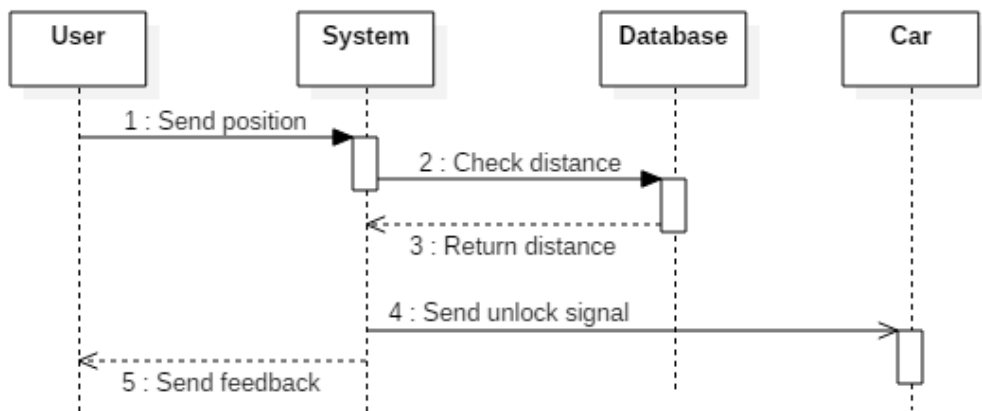 User
System
Database
Car
1 : Send position
2 : Check distance
3 : Return distance
4 : Send unlock signal
5 : Send feedback